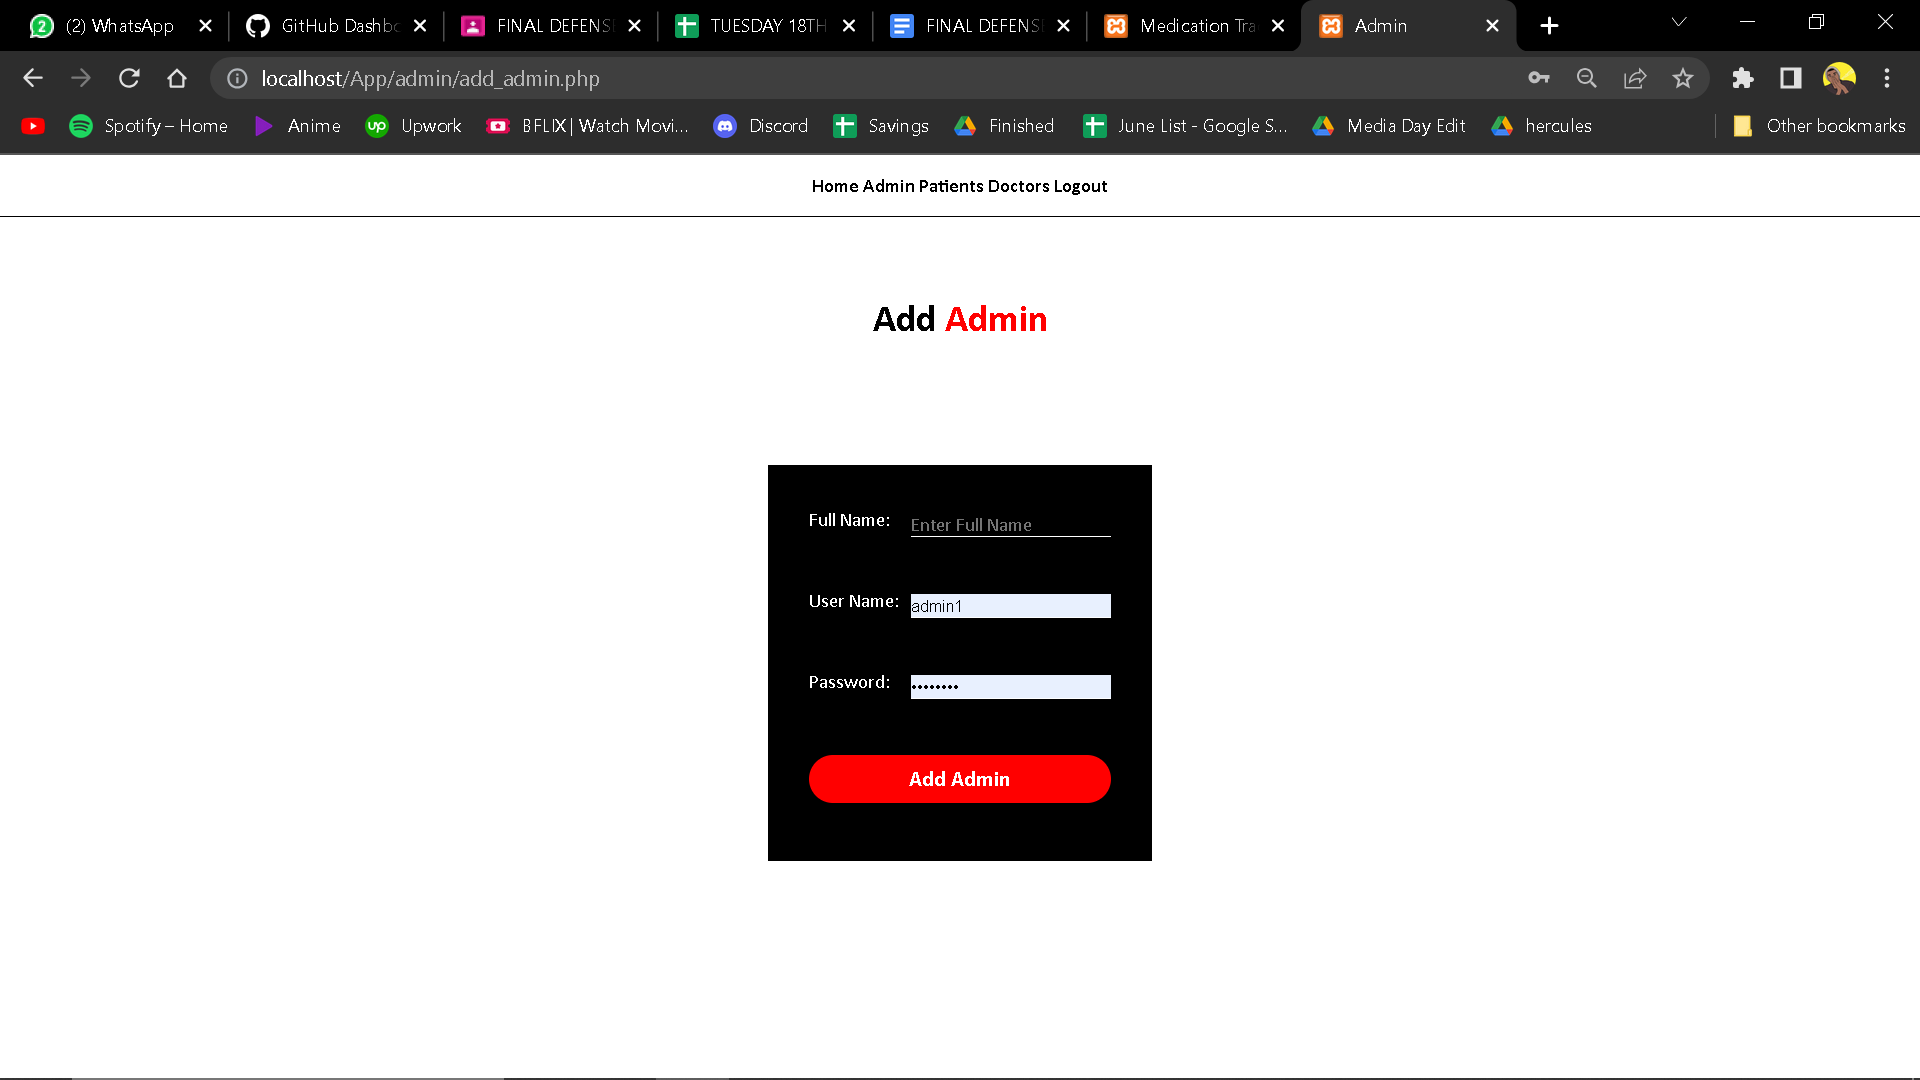 (2) WhatsApp
GitHub Dashbo
FINAL DEFENSE
TUESDAY 18TH
FINAL DEFENSE
Medication Tra
Admin
localhost/App/admin/add_admin.php
Spotify – Home
Anime
Upwork
BFLIX | Watch Movi...
Discord
Savings
Finished
June List - Google S...
Media Day Edit
hercules
Other bookmarks
Home Admin Patients Doctors Logout
Add Admin
Full Name: Enter Full Name
User Name: admin1
Password: ••••••••
Add Admin